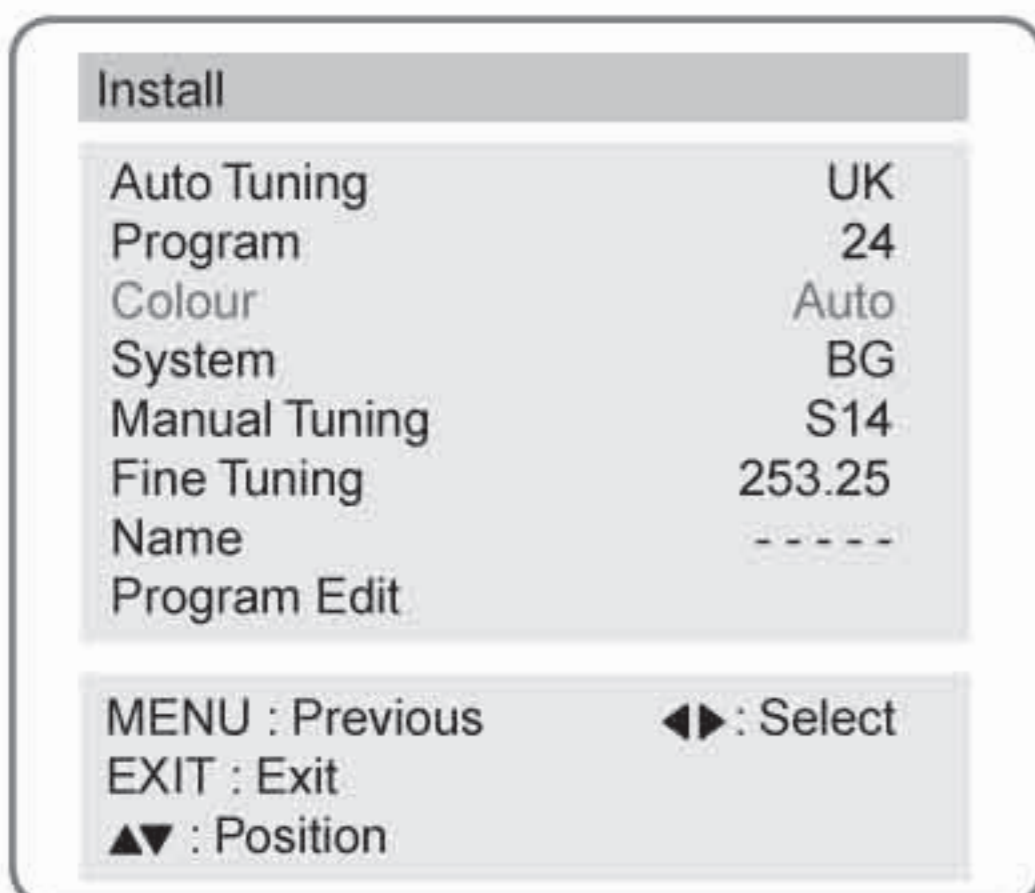 Install
Auto Tuning UK
Program 24
Colour Auto
System BG
Manual Tuning S14
Fine Tuning 253.25
Name - - - - -
Program Edit
MENU : Previous ◀▶ : Select
EXIT : Exit
▲▼ : Position